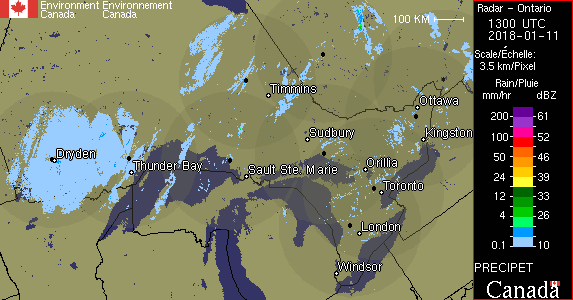 Environment Environnement
Canada Canada
100 KM
Timmins
Ottawa
Sudbury
Kingston
Dryden
Thunder Bay
Sault Ste. Marie
Orillia
Toronto
London
Windsor
Radar - Ontario
1300 UTC
2018-01-11
Scale/Échelle:
3.5 km/Pixel
Rain/Pluie
mm/hr dBZ
200 61
100 52
50 46
24 39
12 33
4 26
0.1 10
PRECIPET
Canada